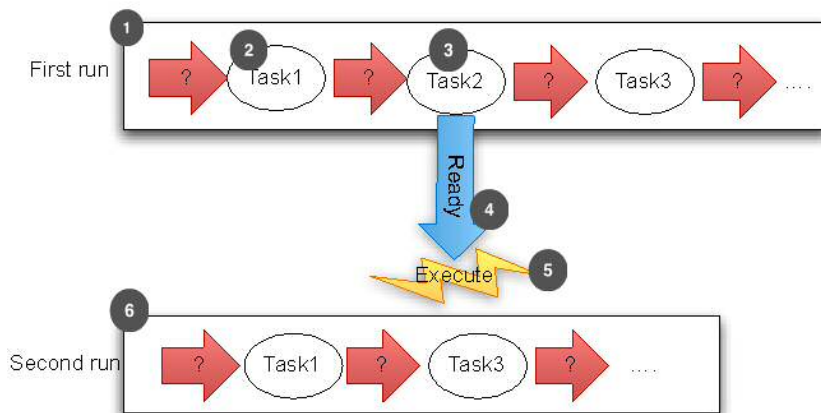 1
2
3
First run ? Task1 ? Task2 ? Task3 ? ....
Ready
4
Execute
5
6
Second run ? Task1 ? Task3 ? ....